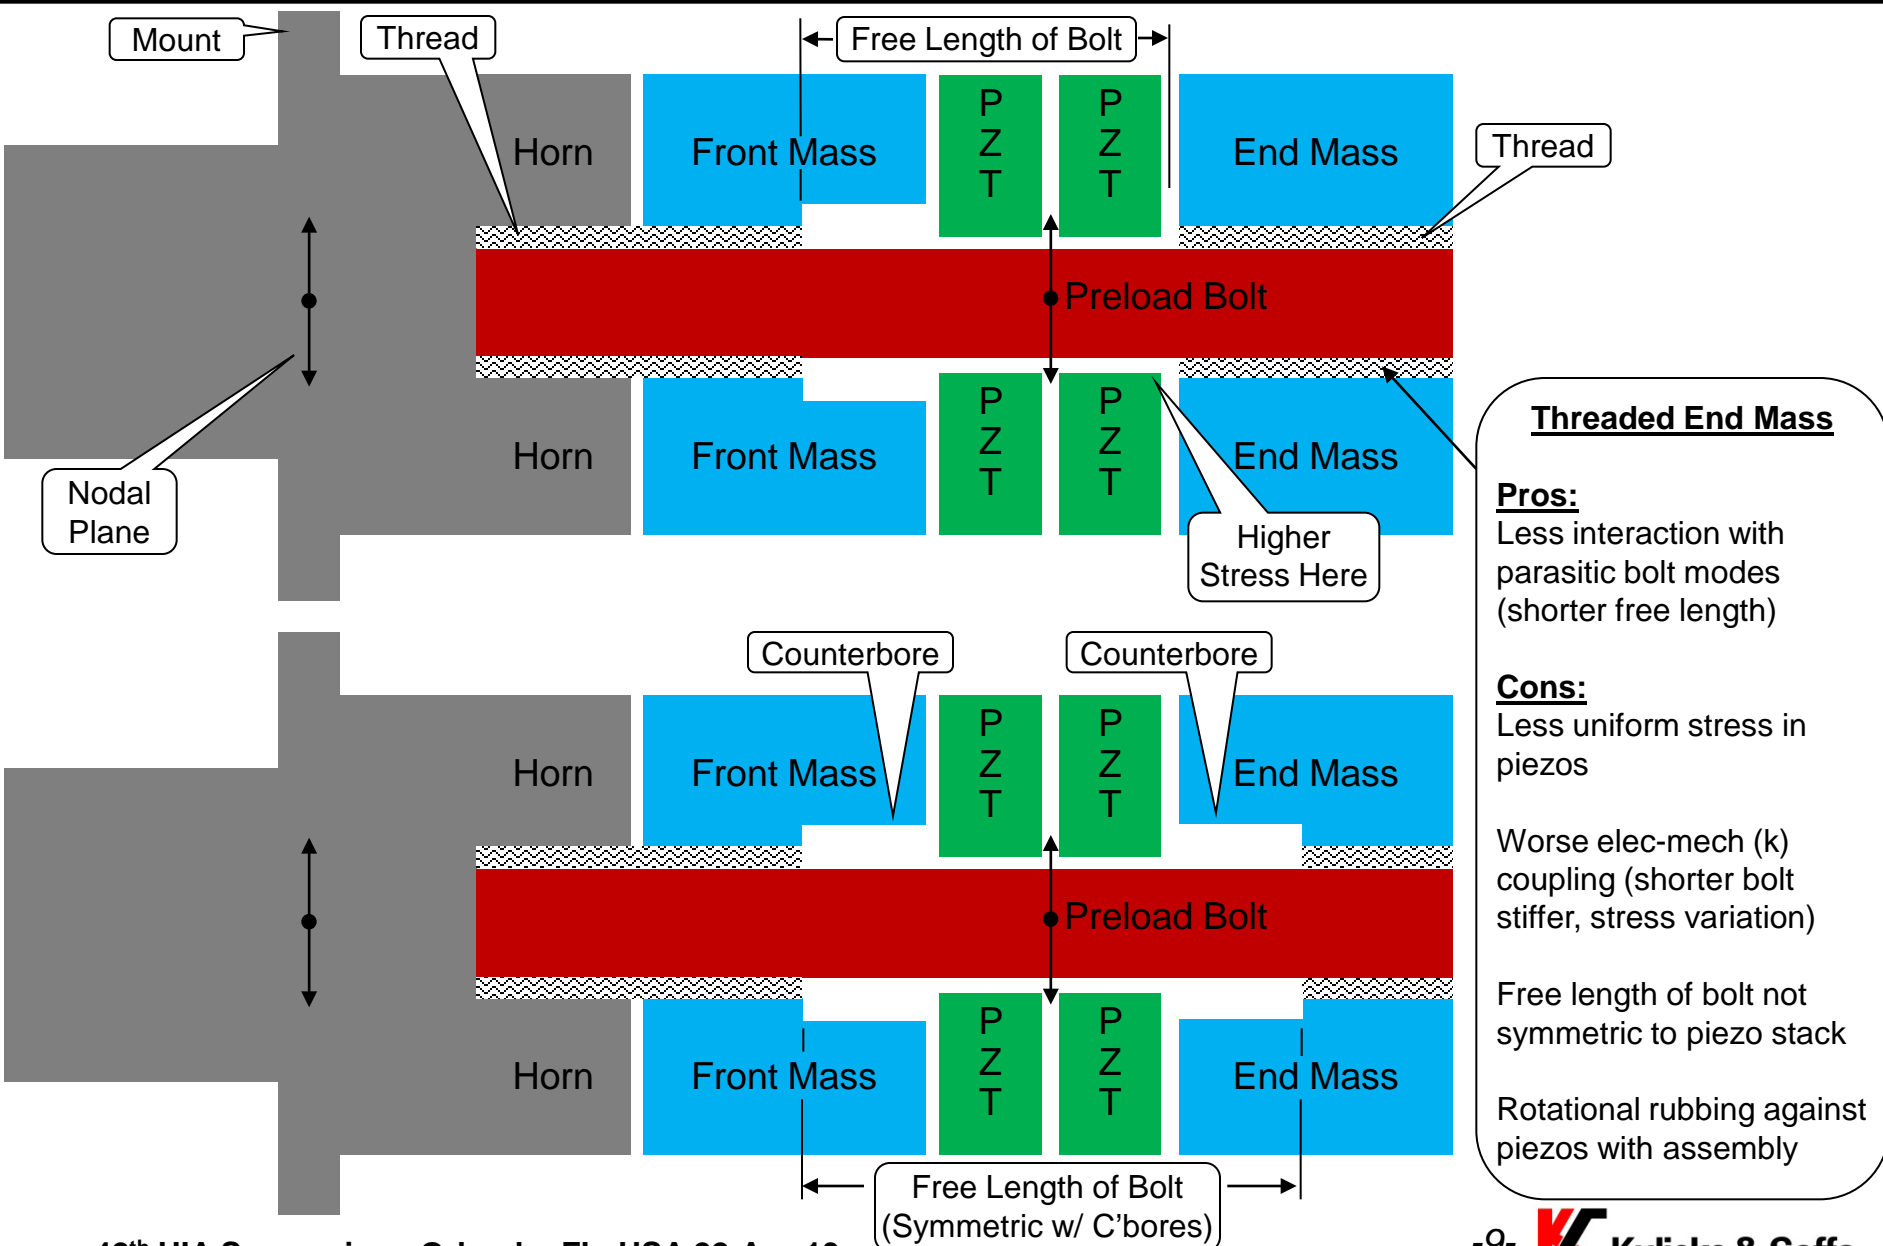 Mount
Thread
Free Length of Bolt
Horn
Front Mass
P
Z
T
P
Z
T
End Mass
Thread
Preload Bolt
Horn
Front Mass
P
Z
T
P
Z
T
End Mass
Nodal
Plane
Higher
Stress Here
Threaded End Mass
Pros:
Less interaction with
parasitic bolt modes
(shorter free length)
Cons:
Less uniform stress in
piezos
Worse elec-mech (k)
coupling (shorter bolt
stiffer, stress variation)
Free length of bolt not
symmetric to piezo stack
Rotational rubbing against
piezos with assembly
Counterbore
Counterbore
Horn
Front Mass
P
Z
T
P
Z
T
End Mass
Preload Bolt
Horn
Front Mass
P
Z
T
P
Z
T
End Mass
Free Length of Bolt
(Symmetric w/ C'bores)
-9-
Kulicke & Soffa